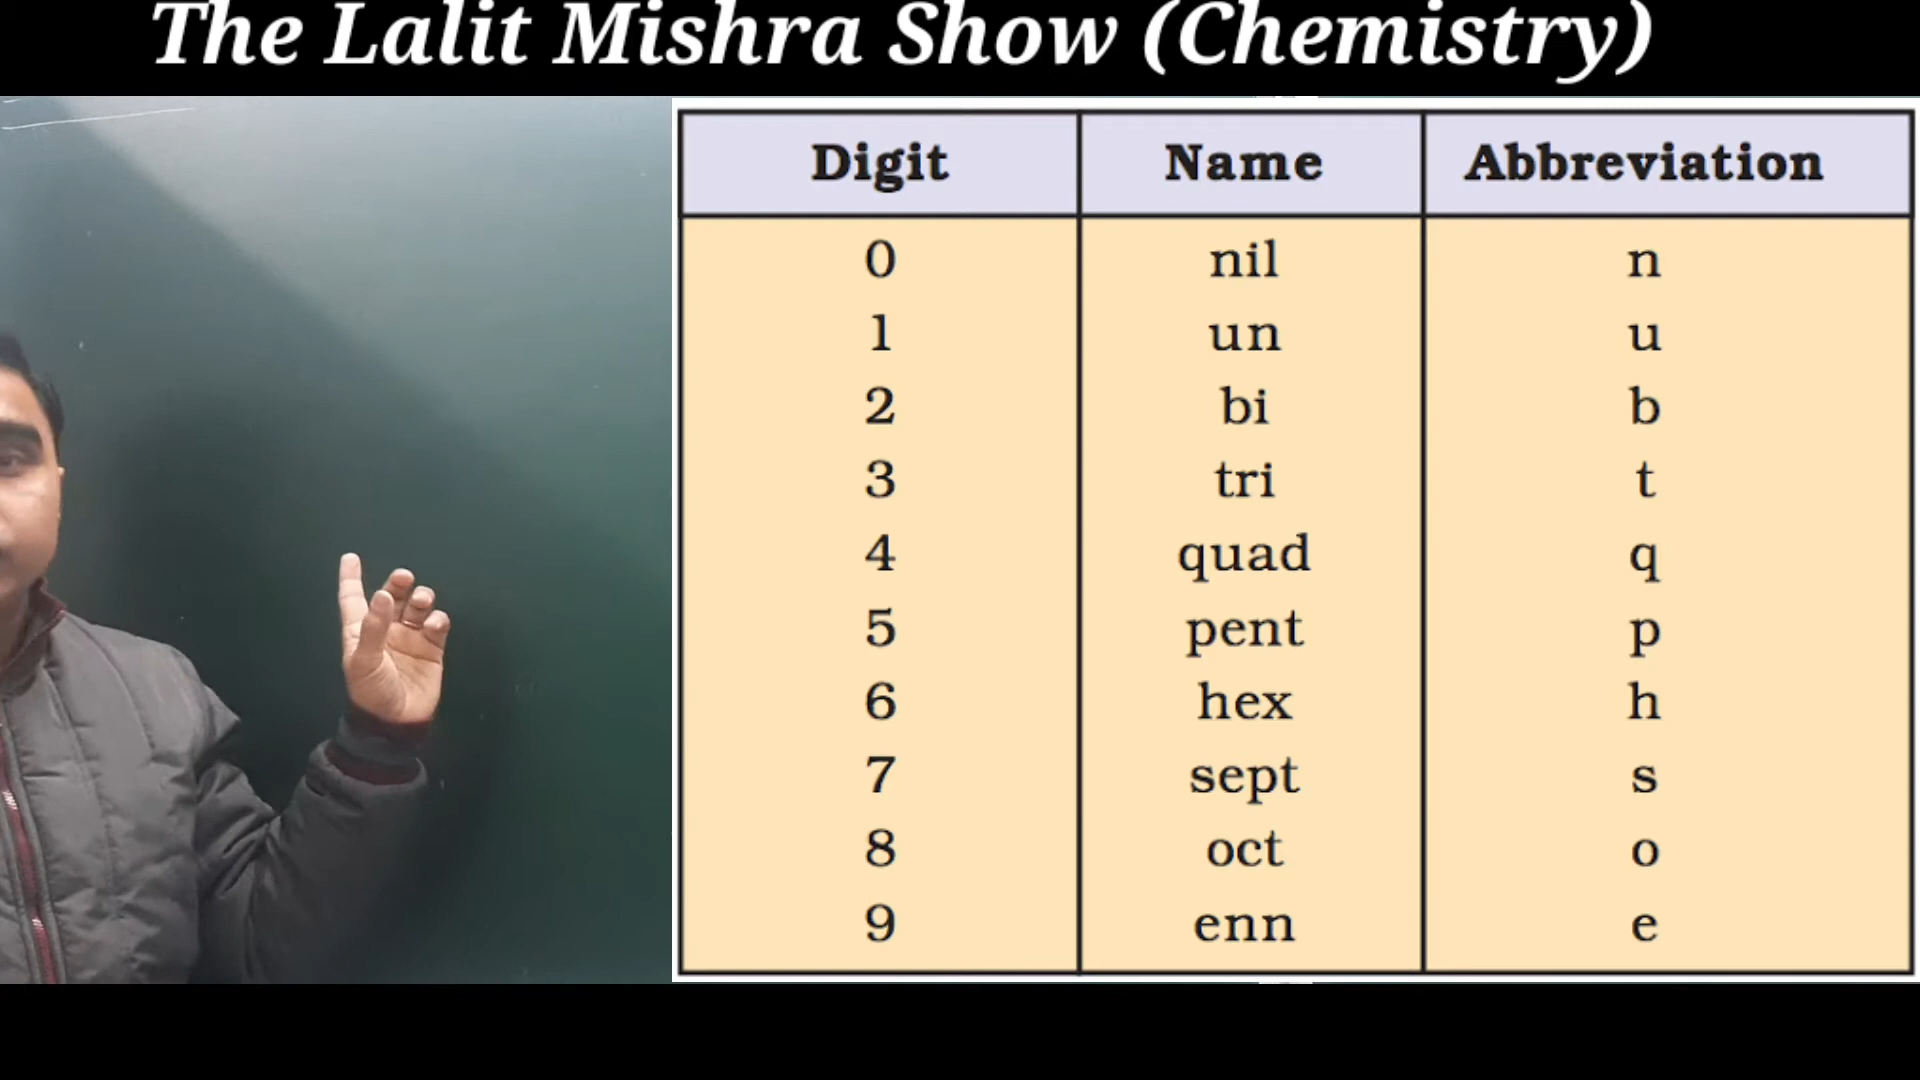 The Lalit Mishra Show (Chemistry)
Digit Name Abbreviation
0 nil n
1 un u
2 bi b
3 tri t
4 quad q
5 pent p
6 hex h
7 sept s
8 oct o
9 enn e